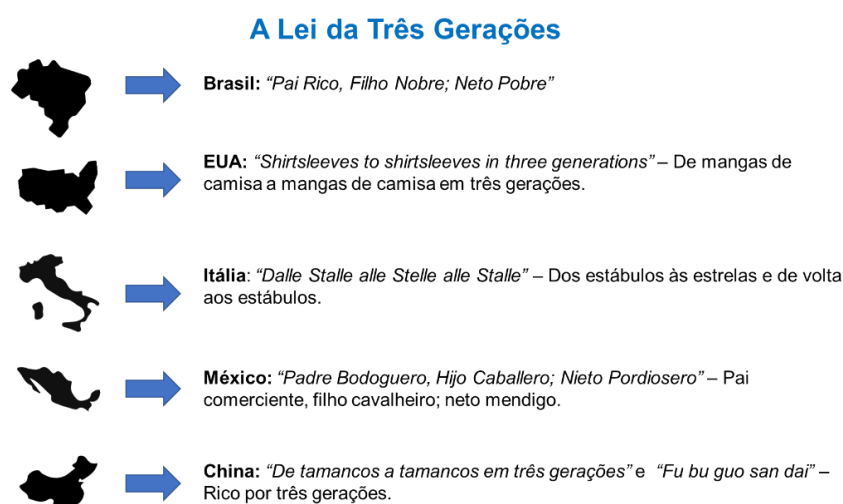 A Lei da Três Gerações
Brasil: “Pai Rico, Filho Nobre; Neto Pobre”
EUA: “Shirtsleeves to shirtsleeves in three generations” – De mangas de
camisa a mangas de camisa em três gerações.
Itália: “Dalle Stalle alle Stelle alle Stalle” – Dos estábulos às estrelas e de volta
aos estábulos.
México: “Padre Bodoguero, Hijo Caballero; Nieto Pordiosero” – Pai
comerciente, filho cavalheiro; neto mendigo.
China: “De tamancos a tamancos em três gerações” e “Fu bu guo san dai” –
Rico por três gerações.